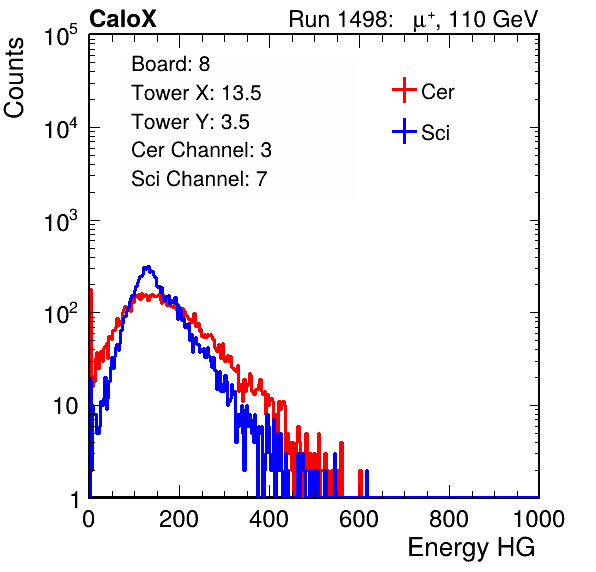 CaloX Run 1498: μ⁺, 110 GeV
Counts
10⁵
10⁴
10³
10²
10
1
Board: 8
Tower X: 13.5
Tower Y: 3.5
Cer Channel: 3
Sci Channel: 7
Cer
Sci
0 200 400 600 800 1000
Energy HG